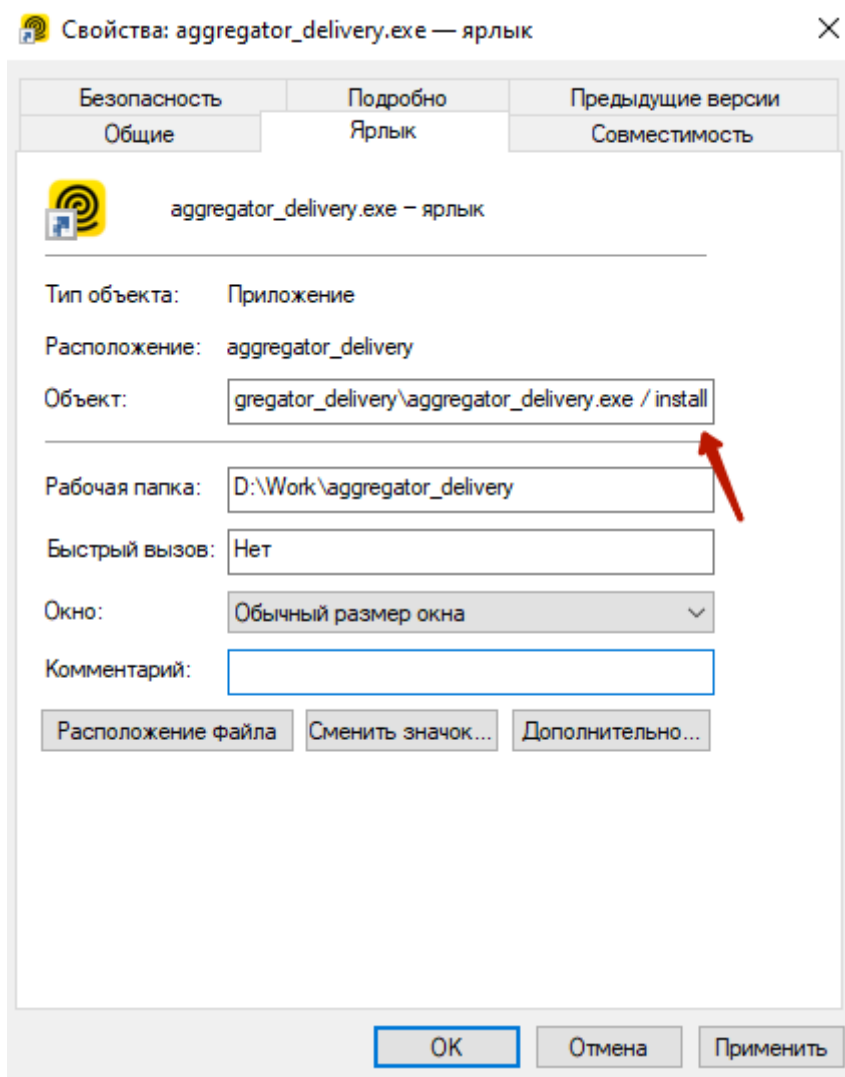 Свойства: aggregator_delivery.exe — ярлык
Безопасность Подробно Предыдущие версии
Общие Ярлык Совместимость
aggregator_delivery.exe – ярлык
Тип объекта: Приложение
Расположение: aggregator_delivery
Объект: gregator_delivery\aggregator_delivery.exe / install
Рабочая папка: D:\Work\aggregator_delivery
Быстрый вызов: Нет
Окно: Обычный размер окна
Комментарий:
Расположение файла Сменить значок... Дополнительно...
ОК Отмена Применить